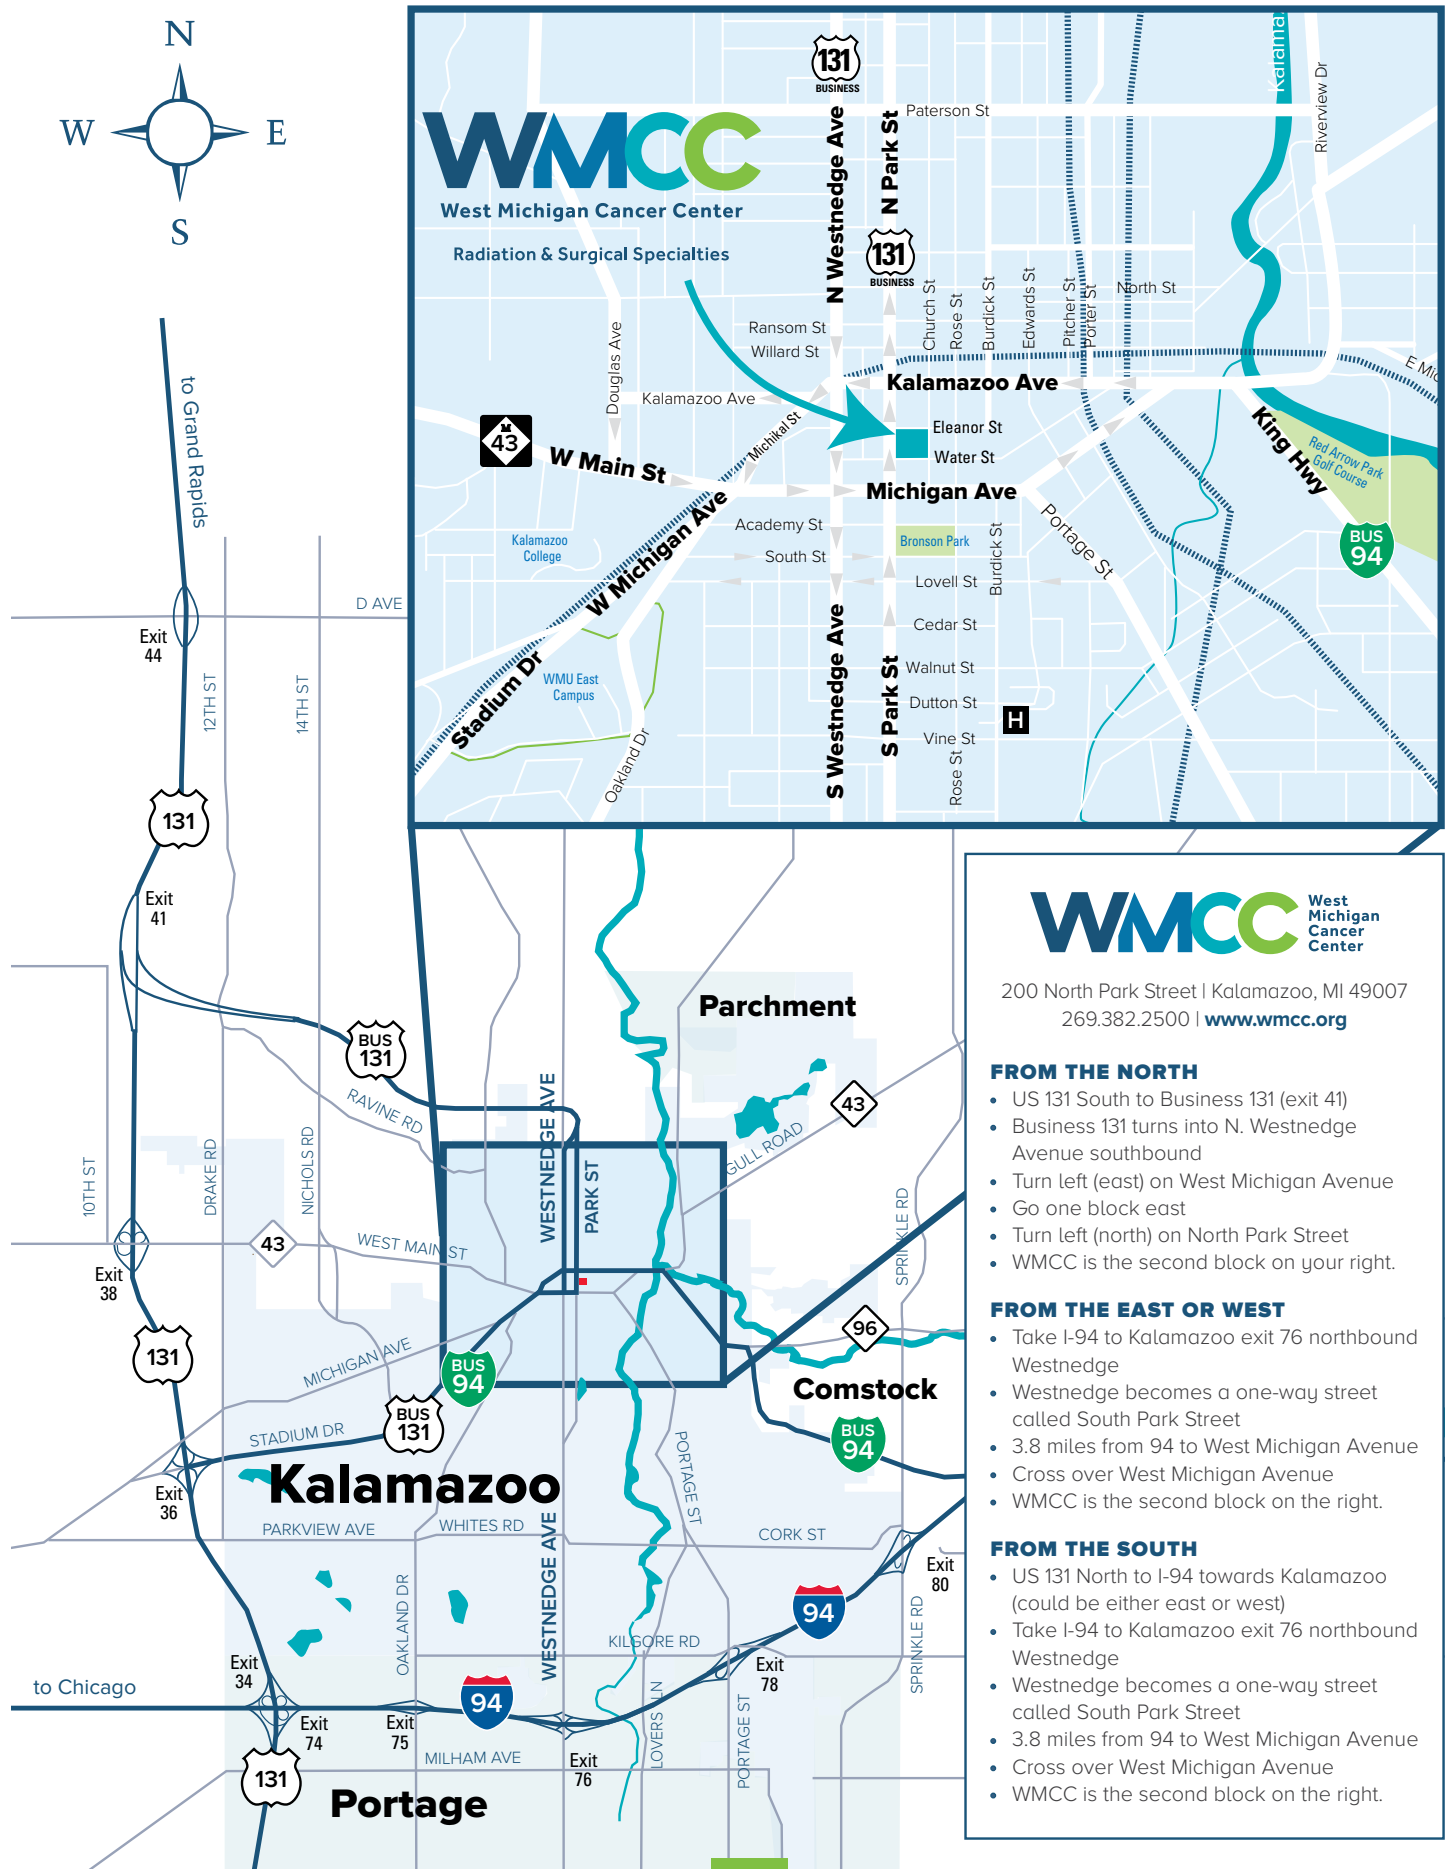 N
W
E
S
WMCC
West Michigan Cancer Center
Radiation & Surgical Specialties
131
BUSINESS
N Westnedge Ave
N Park St
131
BUSINESS
Paterson St
Riverview Dr
Church St
Rose St
Burdick St
Edwards St
Pitcher St
Porter St
North St
Ransom St
Willard St
Douglas Ave
Kalamazoo Ave
Kalamazoo Ave
Michikal St
Eleanor St
Water St
M
43
W Main St
Michigan Ave
King Hwy
Red Arrow Park
Golf Course
BUS
94
W Michigan Ave
Academy St
South St
Bronson Park
Burdick St
Portage St
Lovell St
Kalamazoo
College
Cedar St
Walnut St
Dutton St
Vine St
Rose St
H
S Westnedge Ave
S Park St
WMU East
Campus
Stadium Dr
Oakland Dr
to Grand Rapids
D AVE
Exit
44
12TH ST
14TH ST
131
Exit
41
BUS
131
RAVINE RD
10TH ST
DRAKE RD
NICHOLS RD
WESTNEDGE AVE
PARK ST
Parchment
43
GULL ROAD
SPRINKLE RD
43
WEST MAIN ST
Exit
38
131
MICHIGAN AVE
BUS
94
96
Comstock
BUS
94
BUS
131
STADIUM DR
Kalamazoo
Exit
36
PORTAGE ST
PARKVIEW AVE
WHITES RD
CORK ST
Exit
80
OAKLAND DR
WESTNEDGE AVE
94
KILGORE RD
SPRINKLE RD
Exit
34
Exit
78
to Chicago
94
LOVERS LN
PORTAGE ST
Exit
74
Exit
75
MILHAM AVE
Exit
76
131
Portage
WMCC
West
Michigan
Cancer
Center
200 North Park Street | Kalamazoo, MI 49007
269.382.2500 | www.wmcc.org
FROM THE NORTH
• US 131 South to Business 131 (exit 41)
• Business 131 turns into N. Westnedge
Avenue southbound
• Turn left (east) on West Michigan Avenue
• Go one block east
• Turn left (north) on North Park Street
• WMCC is the second block on your right.
FROM THE EAST OR WEST
• Take I-94 to Kalamazoo exit 76 northbound
Westnedge
• Westnedge becomes a one-way street
called South Park Street
• 3.8 miles from 94 to West Michigan Avenue
• Cross over West Michigan Avenue
• WMCC is the second block on the right.
FROM THE SOUTH
• US 131 North to I-94 towards Kalamazoo
(could be either east or west)
• Take I-94 to Kalamazoo exit 76 northbound
Westnedge
• Westnedge becomes a one-way street
called South Park Street
• 3.8 miles from 94 to West Michigan Avenue
• Cross over West Michigan Avenue
• WMCC is the second block on the right.